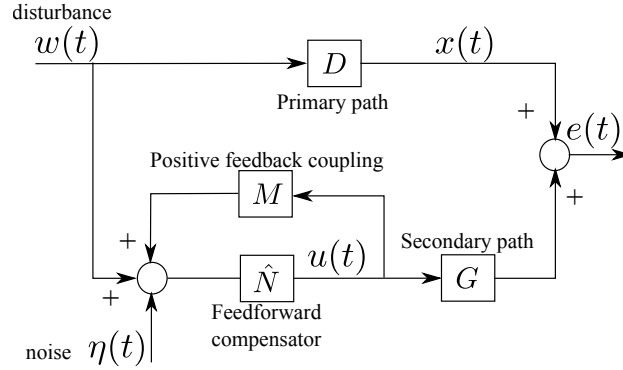 disturbance
w(t)
D
x(t)
Primary path
+
e(t)
Positive feedback coupling
M
+
+
Secondary path
u(t)
N̂
G
+
Feedforward
compensator
noise η(t)